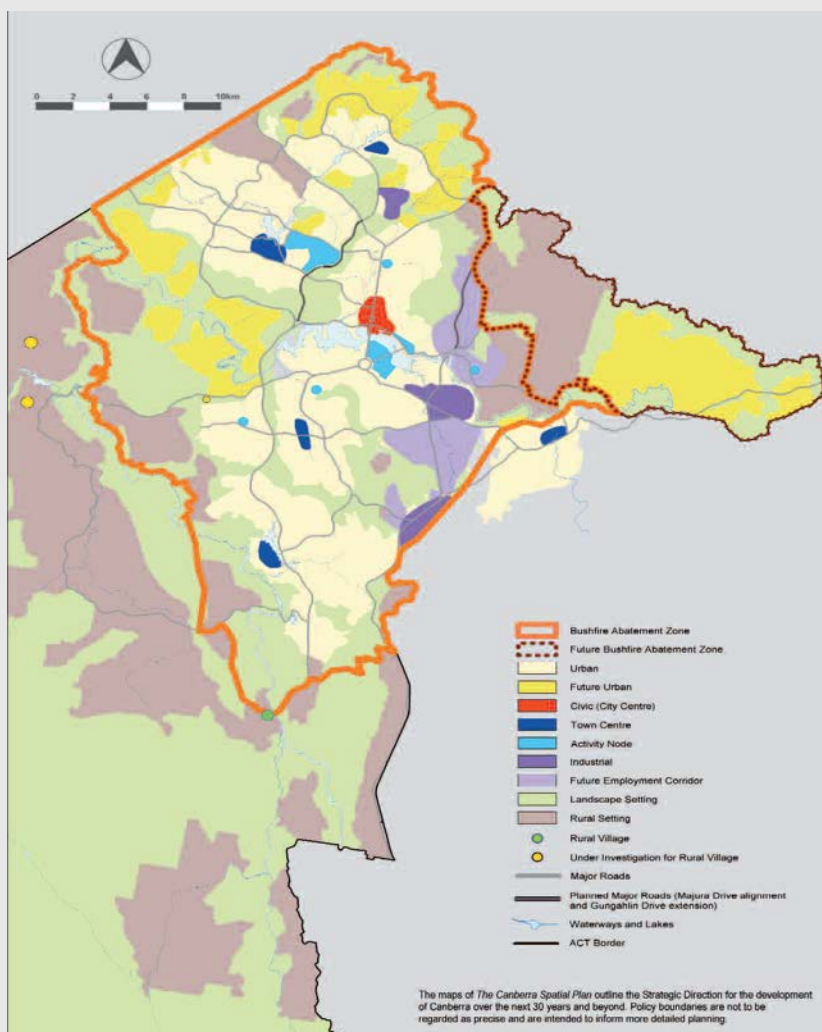 0 2 4 6 8 10km
Bushfire Abatement Zone
Future Bushfire Abatement Zone
Urban
Future Urban
Civic (City Centre)
Town Centre
Activity Node
Industrial
Future Employment Corridor
Landscape Setting
Rural Setting
Rural Village
Under Investigation for Rural Village
Major Roads
Planned Major Roads (Majura Drive alignment
and Gungahlin Drive extension)
Waterways and Lakes
ACT Border
The maps of The Canberra Spatial Plan outline the Strategic Direction for the development
of Canberra over the next 30 years and beyond. Policy boundaries are not to be
regarded as precise and are intended to inform more detailed planning.